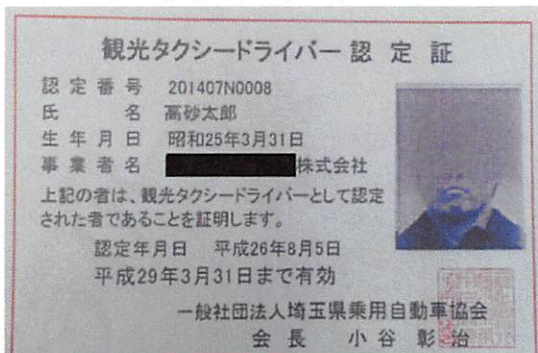 観光タクシードライバー認定証
認定番号 201407N0008
氏名 高砂太郎
生年月日 昭和25年3月31日
事業者名 株式会社
上記の者は、観光タクシードライバーとして認定
された者であることを証明します。
認定年月日 平成26年8月5日
平成29年3月31日まで有効
一般社団法人埼玉県乗用自動車協会
会長 小谷彰治